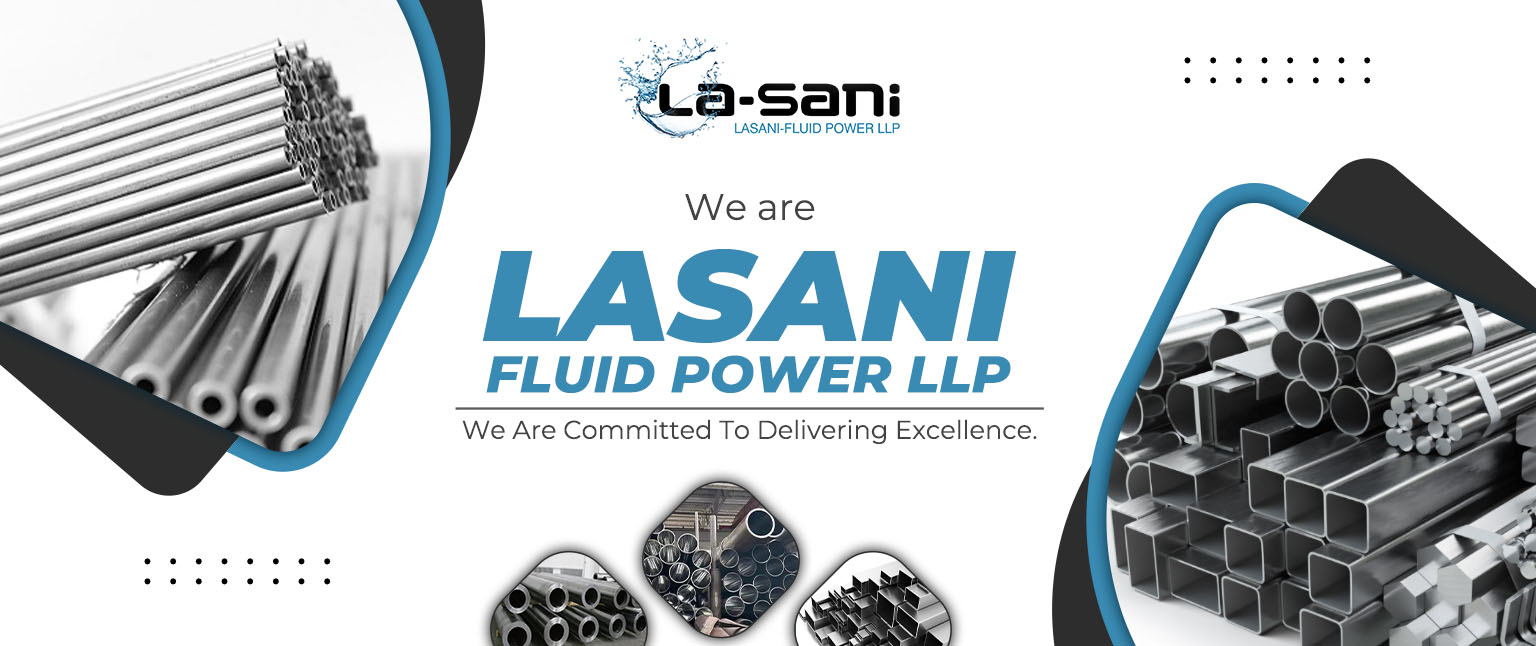 La-sani
LASANI-FLUID POWER LLP
We are
LASANI
FLUID POWER LLP
We Are Committed To Delivering Excellence.